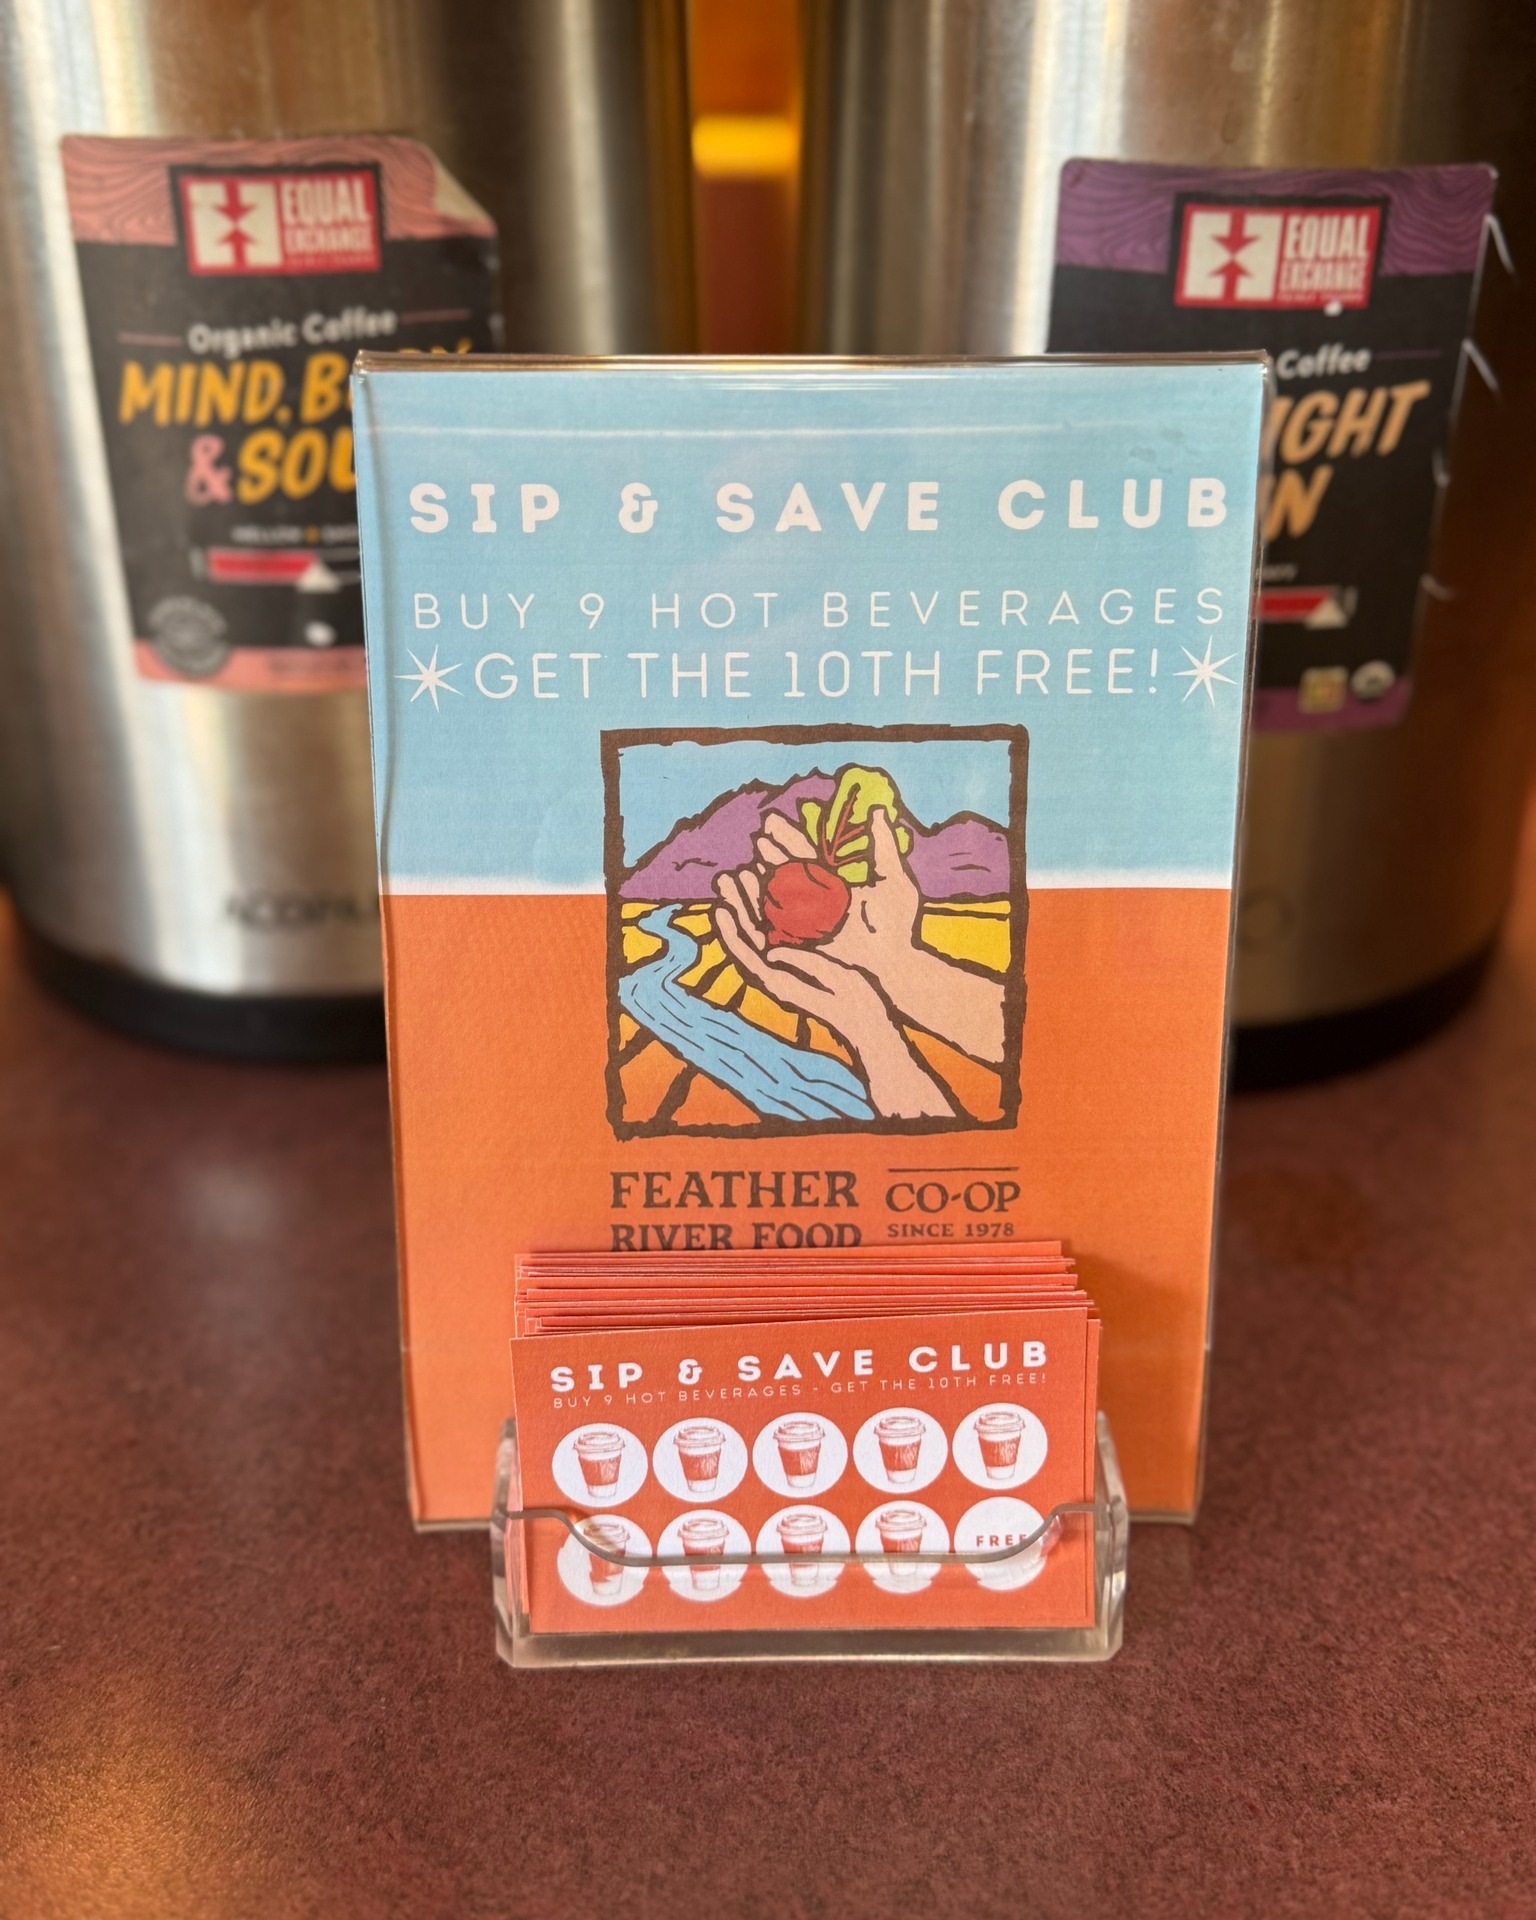 EQUAL
EXCHANGE
Organic Coffee
MIND,
&
EQUAL
EXCHANGE
Coffee
SIP & SAVE CLUB
BUY 9 HOT BEVERAGES
GET THE 10TH FREE!
FEATHER
RIVER FOOD
CO-OP
SINCE 1978
SIP & SAVE CLUB
BUY 9 HOT BEVERAGES - GET THE 10TH FREE!
FREE